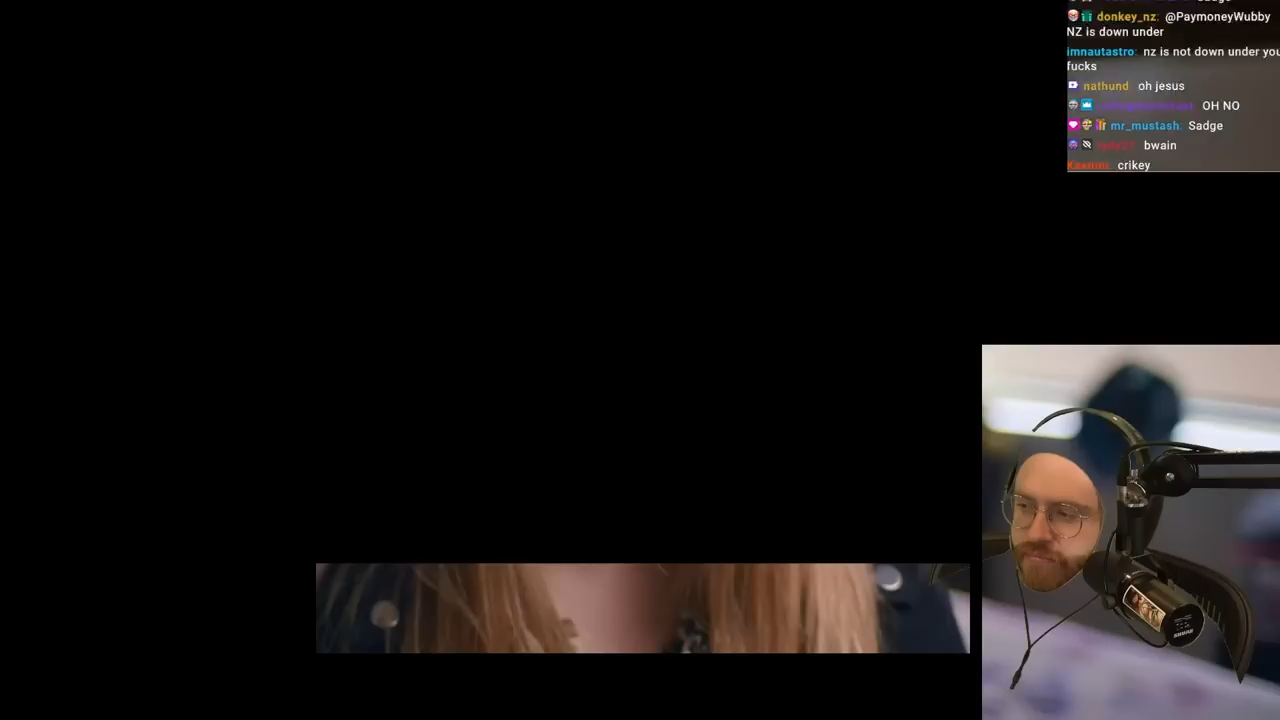 donkey_nz: @PaymoneyWubby
NZ is down under
imnautastro: nz is not down under you
fucks
nathund oh jesus
OH NO
mr_mustash: Sadge
bwain
crikey
SHURE